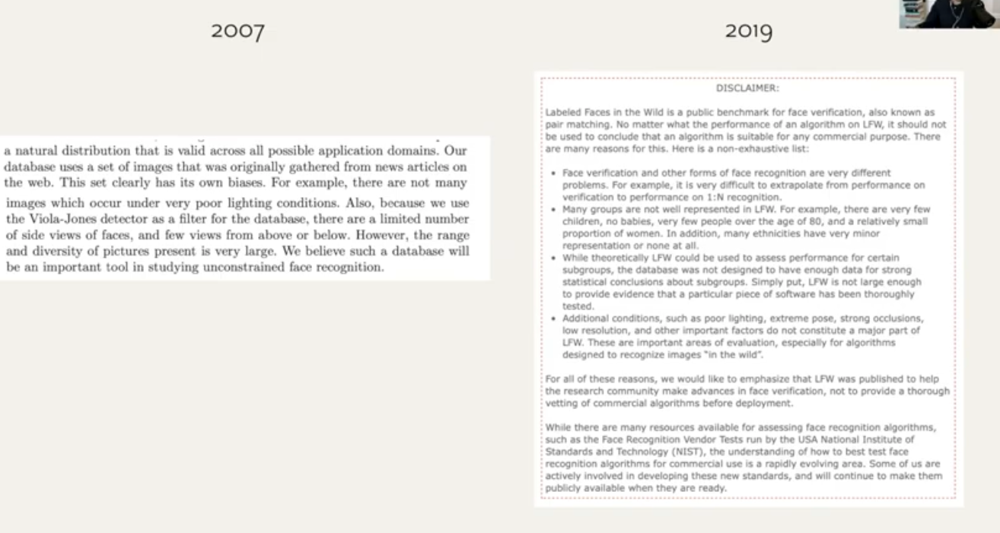 2007
a natural distribution that is valid across all possible application domains. Our
database uses a set of images that was originally gathered from news articles on
the web. This set clearly has its own biases. For example, there are not many
images which occur under very poor lighting conditions. Also, because we use
the Viola-Jones detector as a filter for the database, there are a limited number
of side views of faces, and few views from above or below. However, the range
and diversity of pictures present is very large. We believe such a database will
be an important tool in studying unconstrained face recognition.
2019
DISCLAIMER:
Labeled Faces in the Wild is a public benchmark for face verification, also known as
pair matching. No matter what the performance of an algorithm on LFW, it should not
be used to conclude that an algorithm is suitable for any commercial purpose. There
are many reasons for this. Here is a non-exhaustive list:
• Face verification and other forms of face recognition are very different
problems. For example, it is very difficult to extrapolate from performance on
verification to performance on 1:N recognition.
• Many groups are not well represented in LFW. For example, there are very few
children, no babies, very few people over the age of 80, and a relatively small
proportion of women. In addition, many ethnicities have very minor
representation or none at all.
• While theoretically LFW could be used to assess performance for certain
subgroups, the database was not designed to have enough data for strong
statistical conclusions about subgroups. Simply put, LFW is not large enough
to provide evidence that a particular piece of software has been thoroughly
tested.
• Additional conditions, such as poor lighting, extreme pose, strong occlusions,
low resolution, and other important factors do not constitute a major part of
LFW. These are important areas of evaluation, especially for algorithms
designed to recognize images "in the wild".
For all of these reasons, we would like to emphasize that LFW was published to help
the research community make advances in face verification, not to provide a thorough
vetting of commercial algorithms before deployment.
While there are many resources available for assessing face recognition algorithms,
such as the Face Recognition Vendor Tests run by the USA National Institute of
Standards and Technology (NIST), the understanding of how to best test face
recognition algorithms for commercial use is a rapidly evolving area. Some of us are
actively involved in developing these new standards, and will continue to make them
publicly available when they are ready.